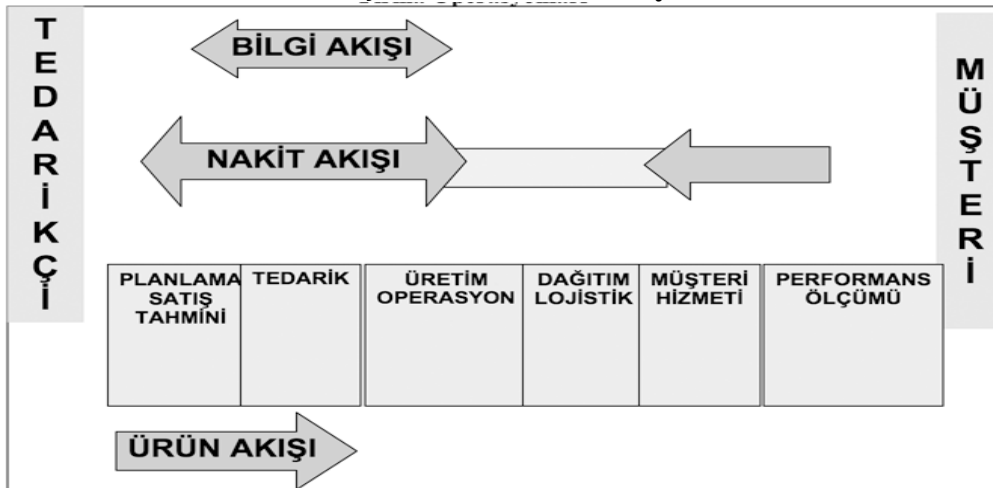 TEDARİKÇİ
BİLGİ AKIŞI
MÜŞTERİ
NAKİT AKIŞI
PLANLAMA
SATIŞ
TAHMİNİ
TEDARİK
ÜRETİM
OPERASYON
DAĞITIM
LOJİSTİK
MÜŞTERİ
HİZMETİ
PERFORMANS
ÖLÇÜMÜ
ÜRÜN AKIŞI